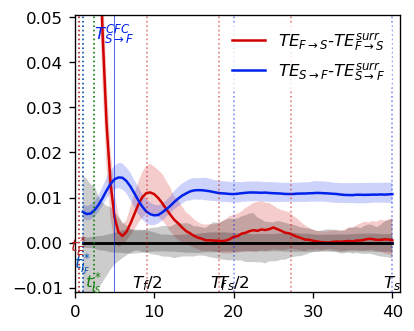 0.05
0.04
0.03
0.02
0.01
0.00
−0.01
0
10
20
30
40
T^{CFC}_{S→F}
TE_{F→S}-TE^{surr}_{F→S}
TE_{S→F}-TE^{surr}_{S→F}
T_f/2
T_s/2
T_s